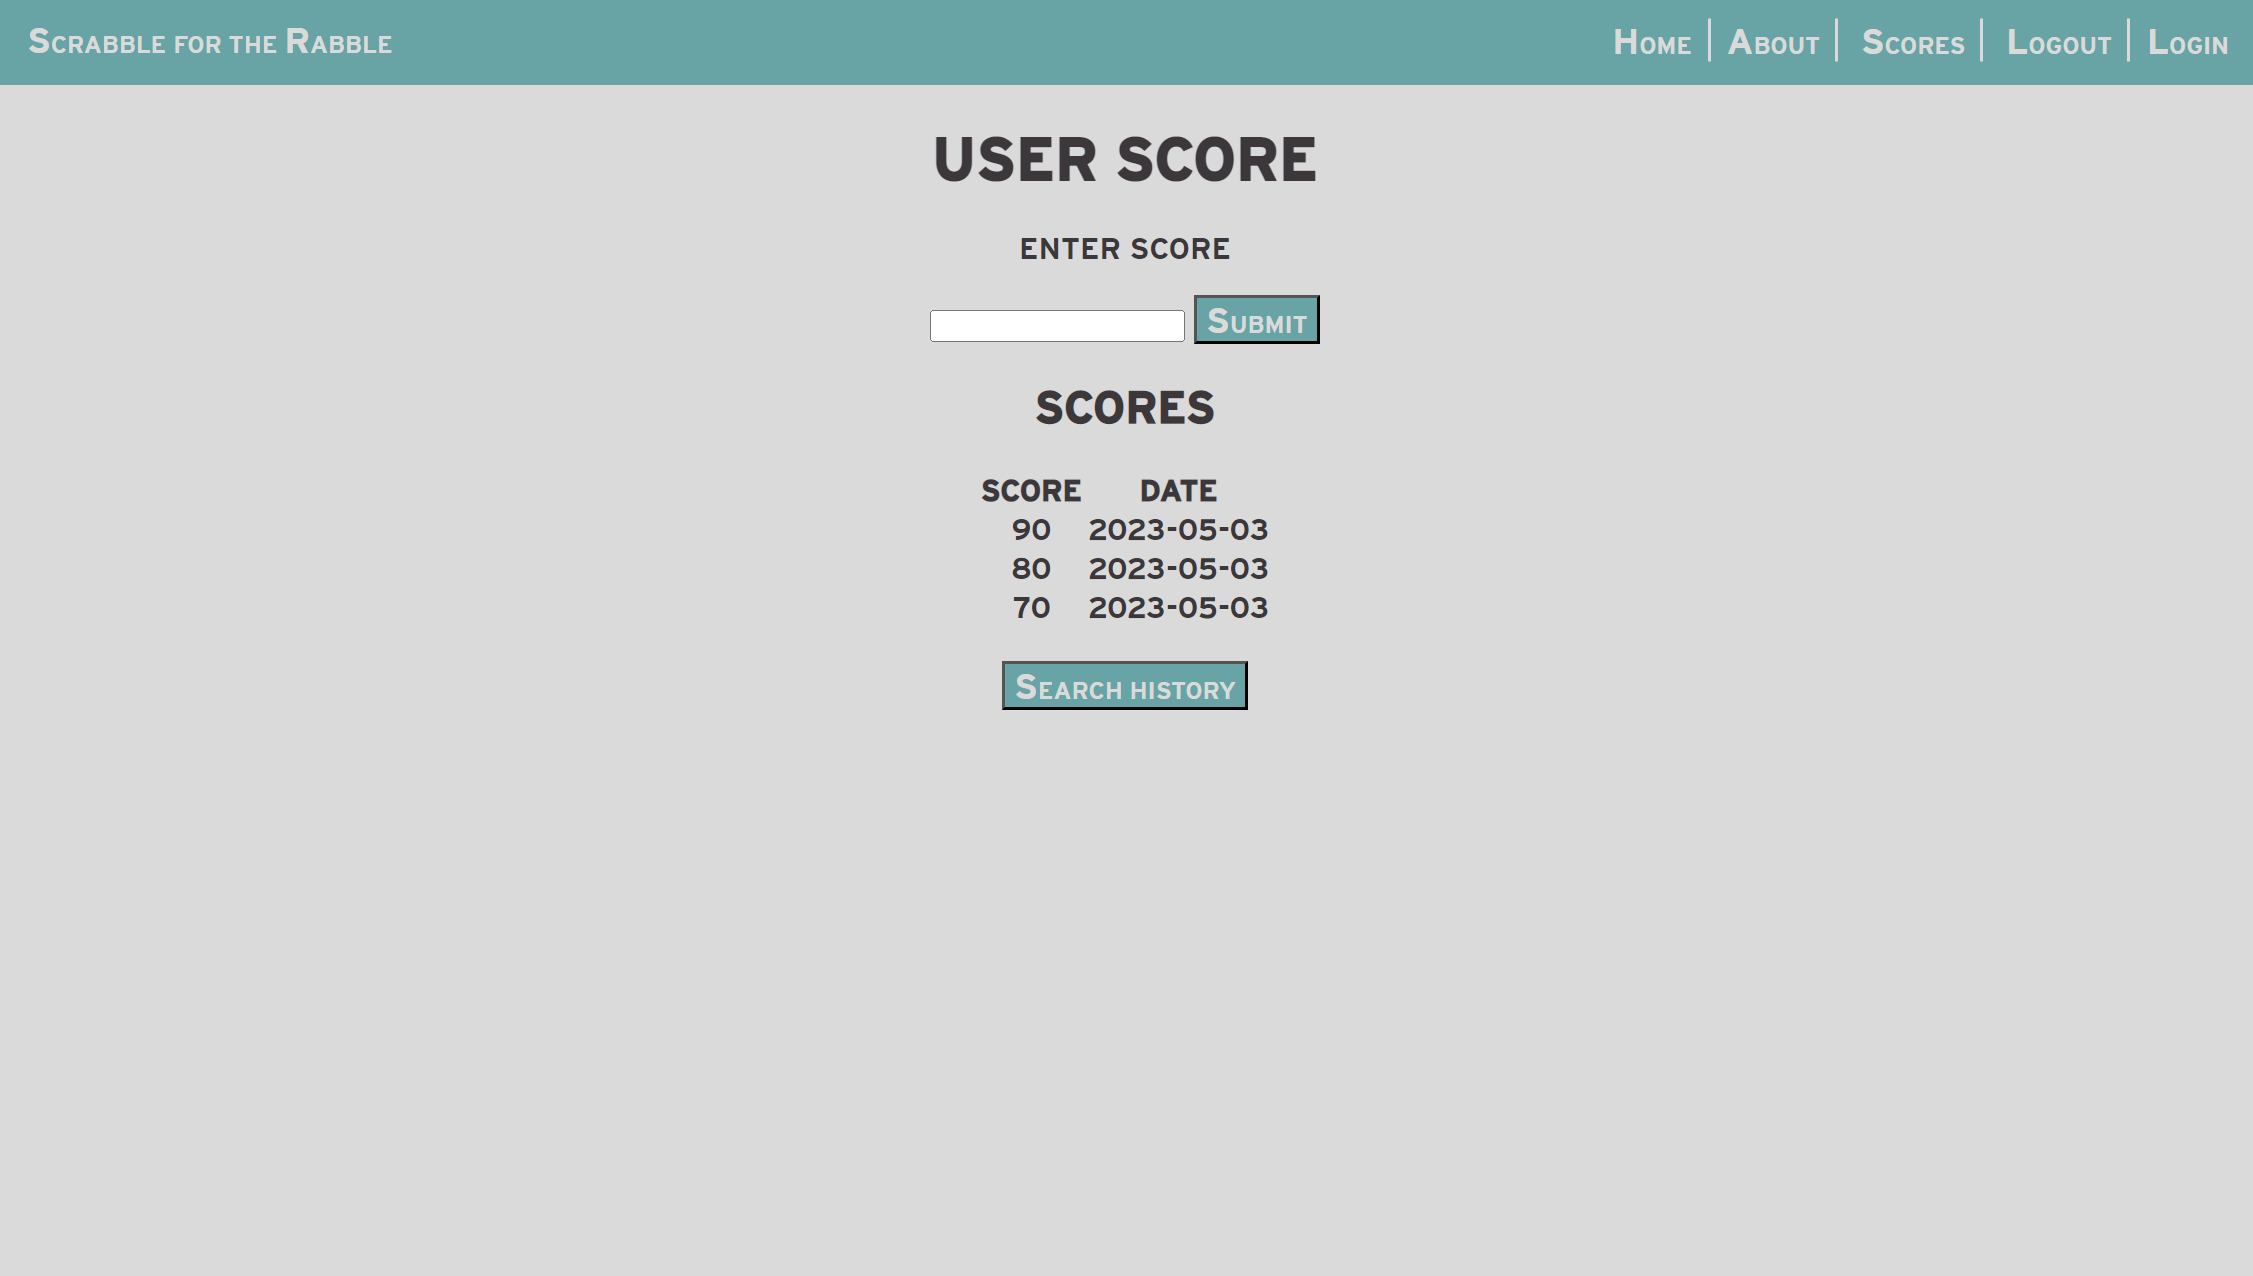 Scrabble for the Rabble
Home About Scores Logout Login
USER SCORE
ENTER SCORE
Submit
SCORES
SCORE DATE
90 2023-05-03
80 2023-05-03
70 2023-05-03
Search history